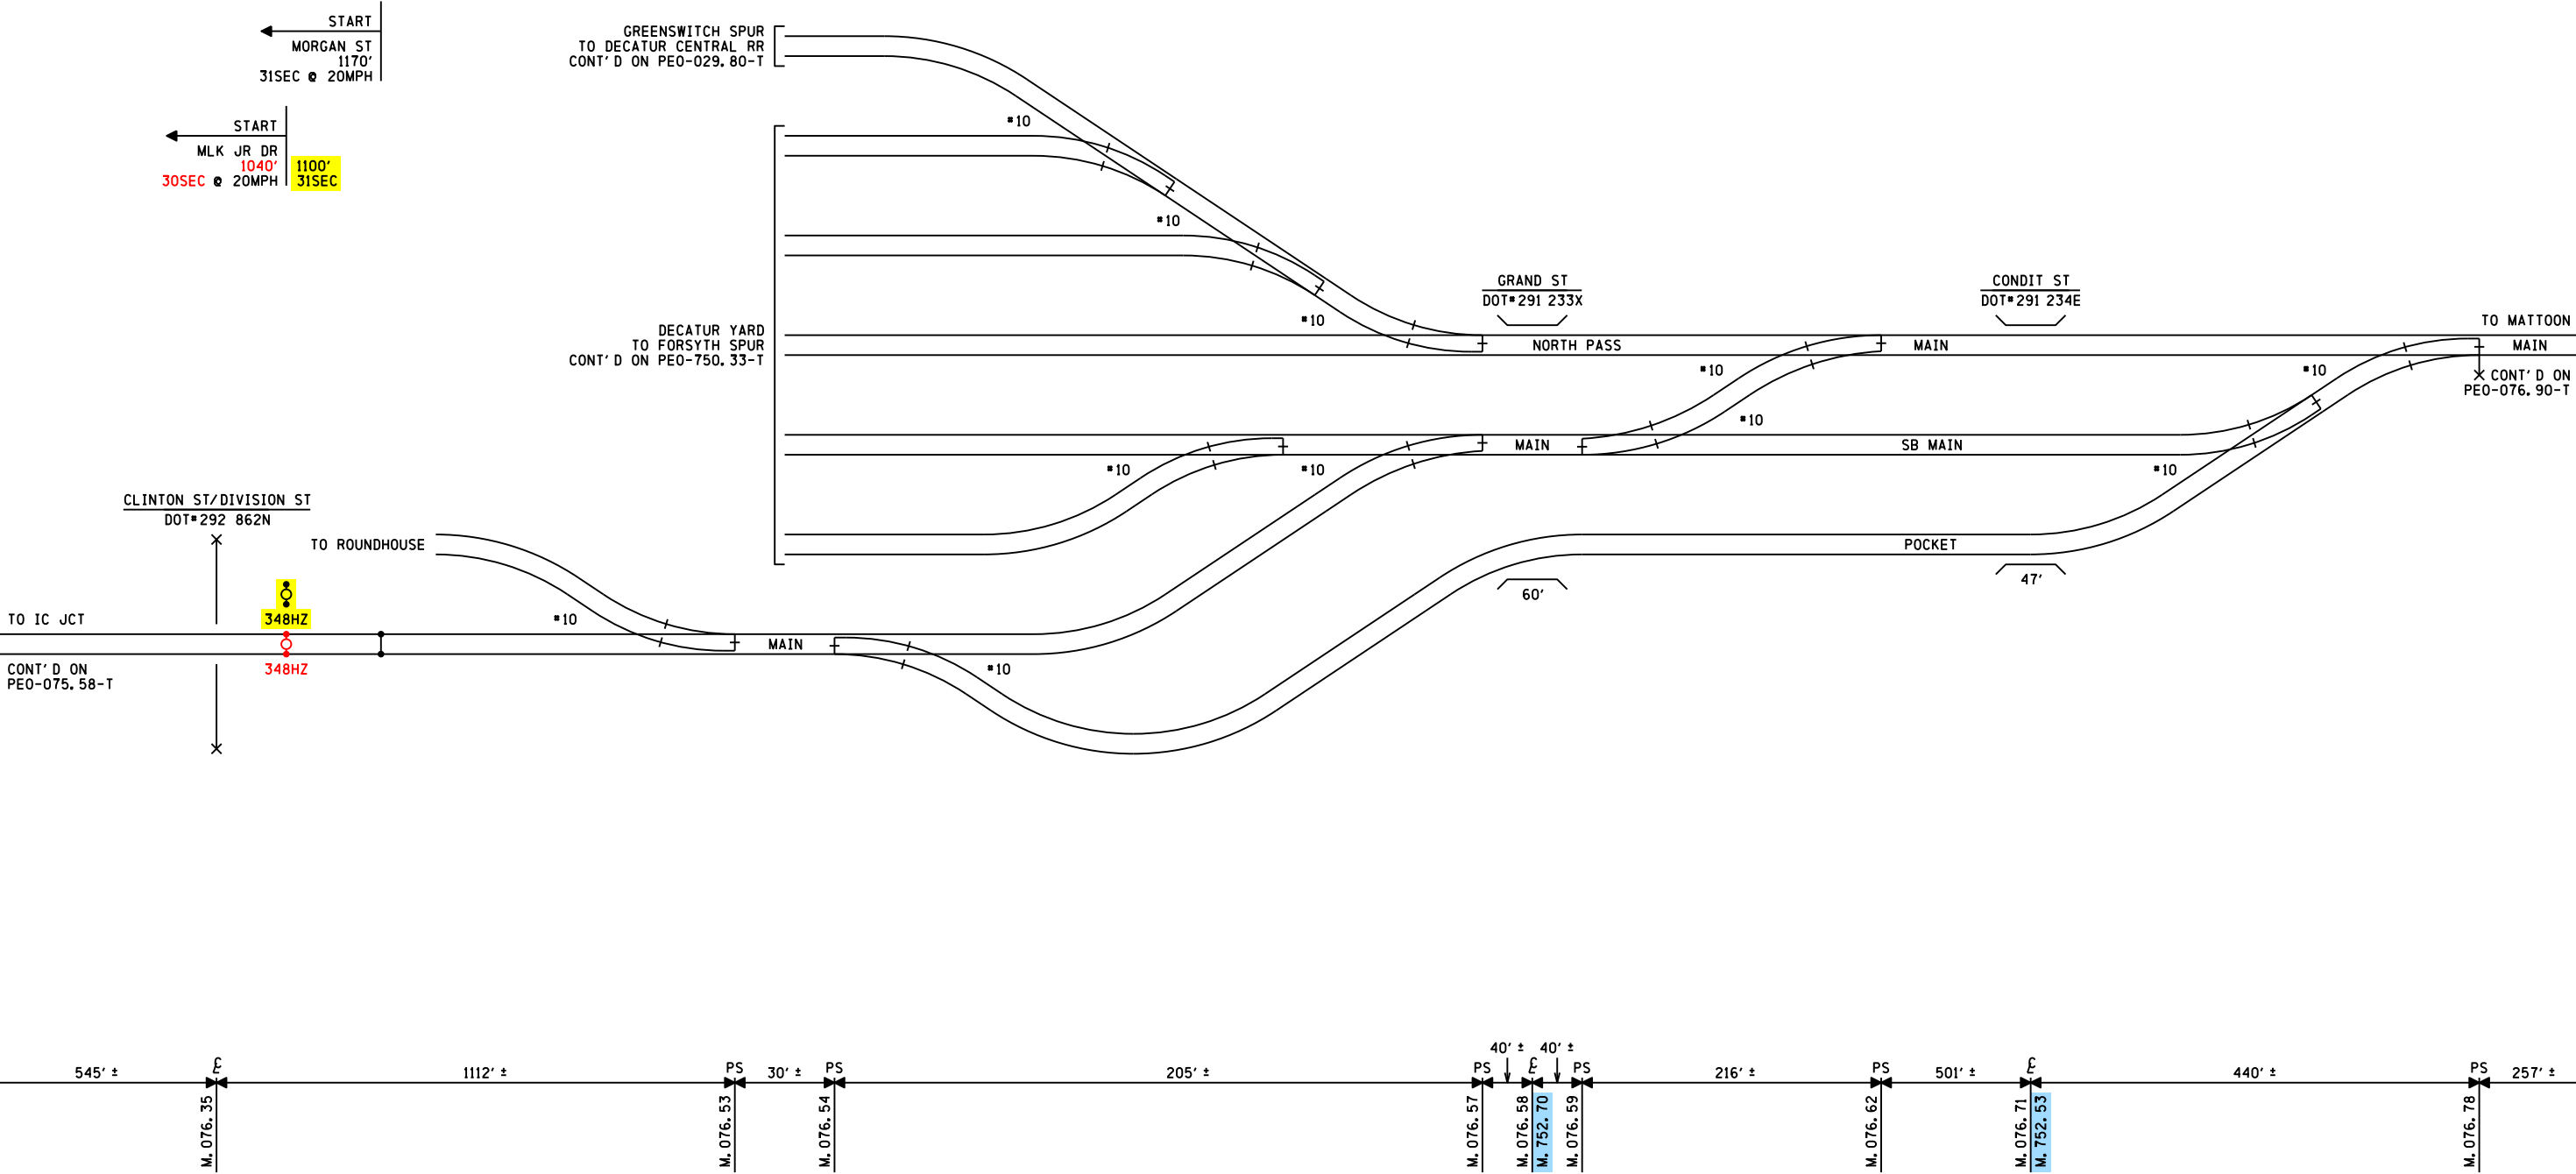 START
MORGAN ST
1170'
31SEC @ 20MPH
START
MLK JR DR
1040'
30SEC @ 20MPH
1100'
31SEC
GREENSWITCH SPUR
TO DECATUR CENTRAL RR
CONT'D ON PEO-029.80-T
#10
#10
#10
DECATUR YARD
TO FORSYTH SPUR
CONT'D ON PEO-750.33-T
GRAND ST
DOT#291 233X
CONDIT ST
DOT#291 234E
TO MATTOON
NORTH PASS
MAIN
MAIN
#10
#10
CONT'D ON
PEO-076.90-T
#10
MAIN
SB MAIN
#10
#10
#10
CLINTON ST/DIVISION ST
DOT#292 862N
TO ROUNDHOUSE
POCKET
60'
47'
348HZ
TO IC JCT
#10
MAIN
348HZ
#10
CONT'D ON
PEO-075.58-T
40' ±
40' ±
545' ±
℄
1112' ±
PS
30' ±
PS
205' ±
PS
℄
PS
216' ±
PS
501' ±
℄
440' ±
PS
257' ±
M.076.35
M.076.53
M.076.54
M.076.57
M.076.58
M.752.70
M.076.59
M.076.62
M.076.71
M.752.53
M.076.78